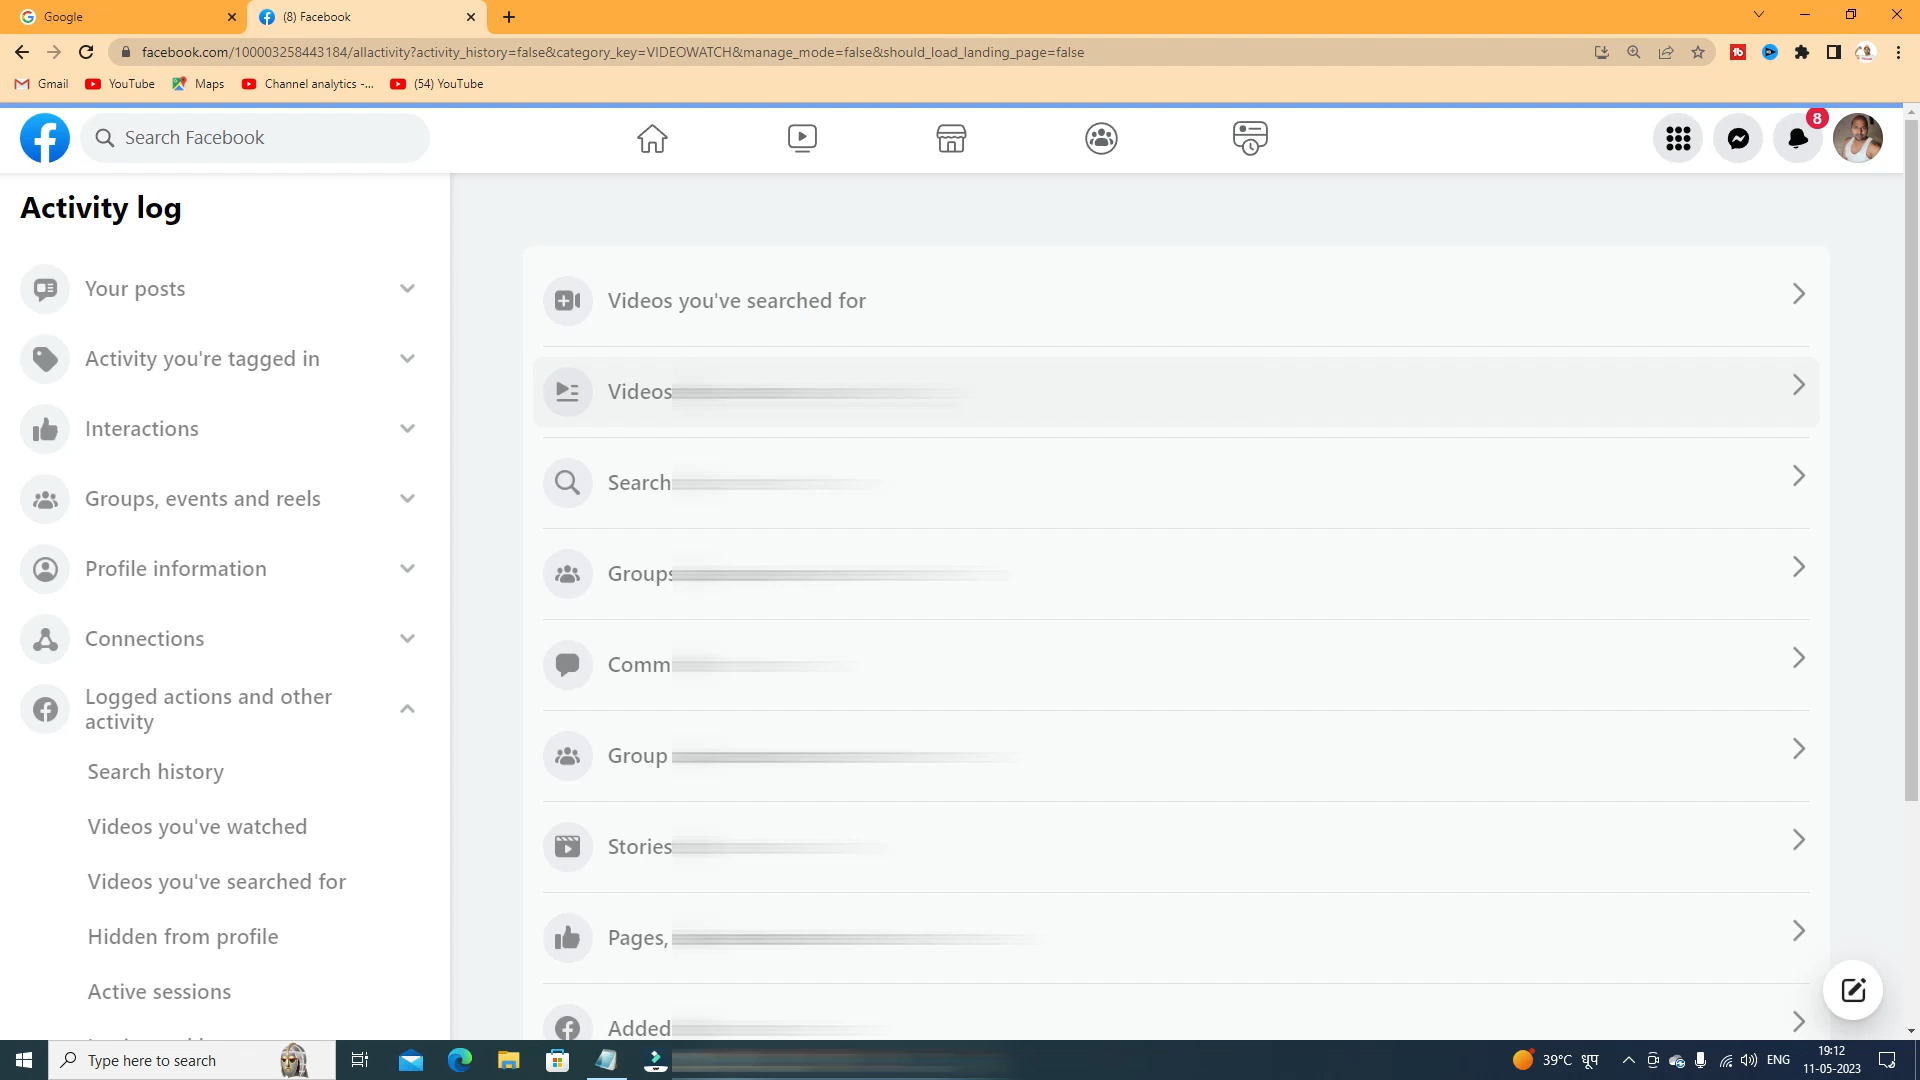 Google
(8) Facebook
facebook.com/100003258443184/allactivity?activity_history=false&category_key=VIDEOWATCH&manage_mode=false&should_load_landing_page=false
Gmail YouTube Maps Channel analytics -... (54) YouTube
Search Facebook
8
Activity log
Your posts
Activity you're tagged in
Interactions
Groups, events and reels
Profile information
Connections
Logged actions and other
activity
Search history
Videos you've watched
Videos you've searched for
Hidden from profile
Active sessions
Videos you've searched for
Videos
Search
Groups
Comm
Group
Stories
Pages,
Added
Type here to search
39°C धूप
ENG
19:12
11-05-2023